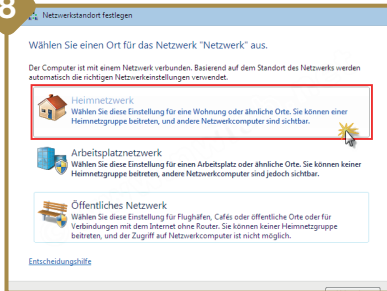 8
Netzwerkstandort festlegen
Wählen Sie einen Ort für das Netzwerk "Netzwerk" aus.
Der Computer ist mit einem Netzwerk verbunden. Basierend auf dem Standort des Netzwerks werden
automatisch die richtigen Netzwerkeinstellungen verwendet.
Heimnetzwerk
Wählen Sie diese Einstellung für eine Wohnung oder ähnliche Orte. Sie können einer
Heimnetzgruppe beitreten, und andere Netzwerkcomputer sind sichtbar.
Arbeitsplatznetzwerk
Wählen Sie diese Einstellung für einen Arbeitsplatz oder ähnliche Orte. Sie können keiner
Heimnetzgruppe beitreten, andere Netzwerkcomputer sind jedoch sichtbar.
Öffentliches Netzwerk
Wählen Sie diese Einstellung für Flughäfen, Cafés oder öffentliche Orte oder für
Verbindungen mit dem Internet ohne Router. Sie können keiner Heimnetzgruppe
beitreten, und der Zugriff auf Netzwerkcomputer ist nicht möglich.
Entscheidungshilfe